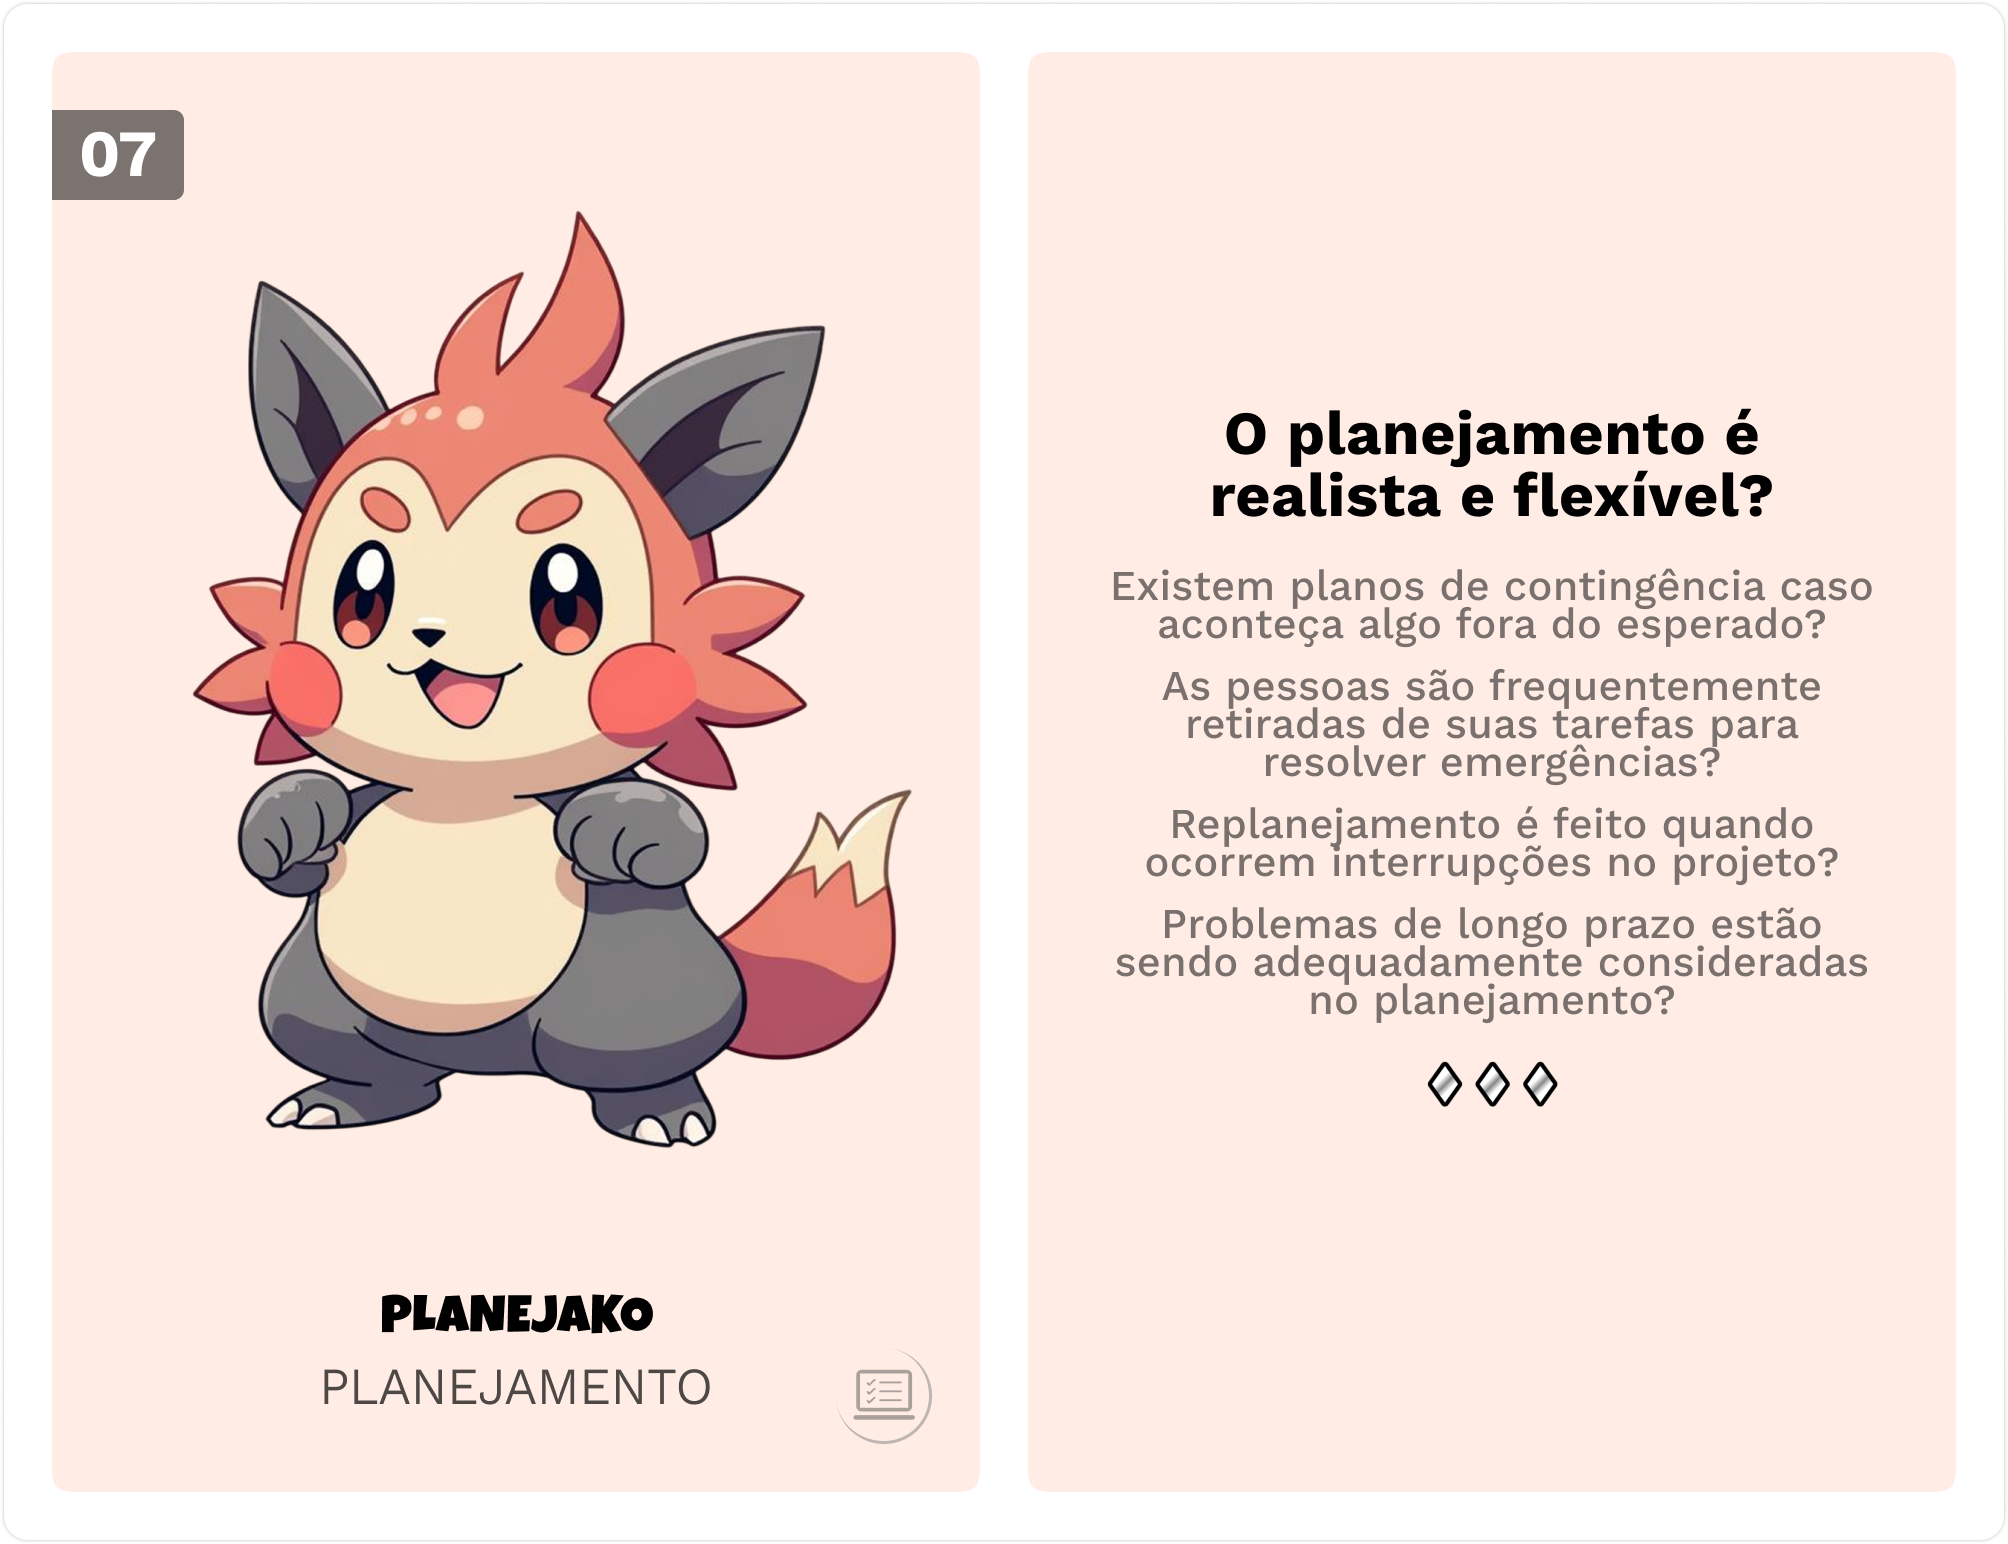 07
PLANEJAKO
PLANEJAMENTO
O planejamento é
realista e flexível?
Existem planos de contingência caso
aconteça algo fora do esperado?
As pessoas são frequentemente
retiradas de suas tarefas para
resolver emergências?
Replanejamento é feito quando
ocorrem interrupções no projeto?
Problemas de longo prazo estão
sendo adequadamente consideradas
no planejamento?